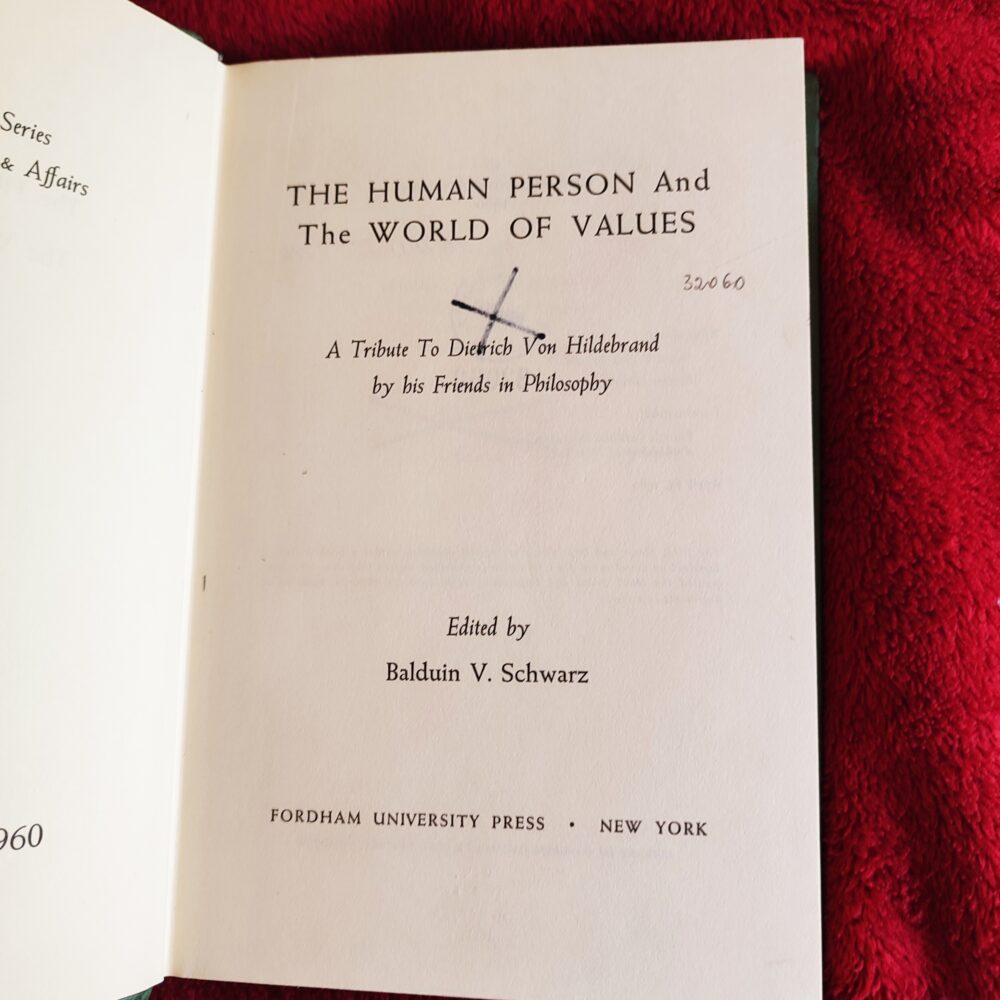 Series
& Affairs
960
THE HUMAN PERSON And
The WORLD OF VALUES
32060
A Tribute To Dietrich Von Hildebrand
by his Friends in Philosophy
Edited by
Balduin V. Schwarz
FORDHAM UNIVERSITY PRESS • NEW YORK